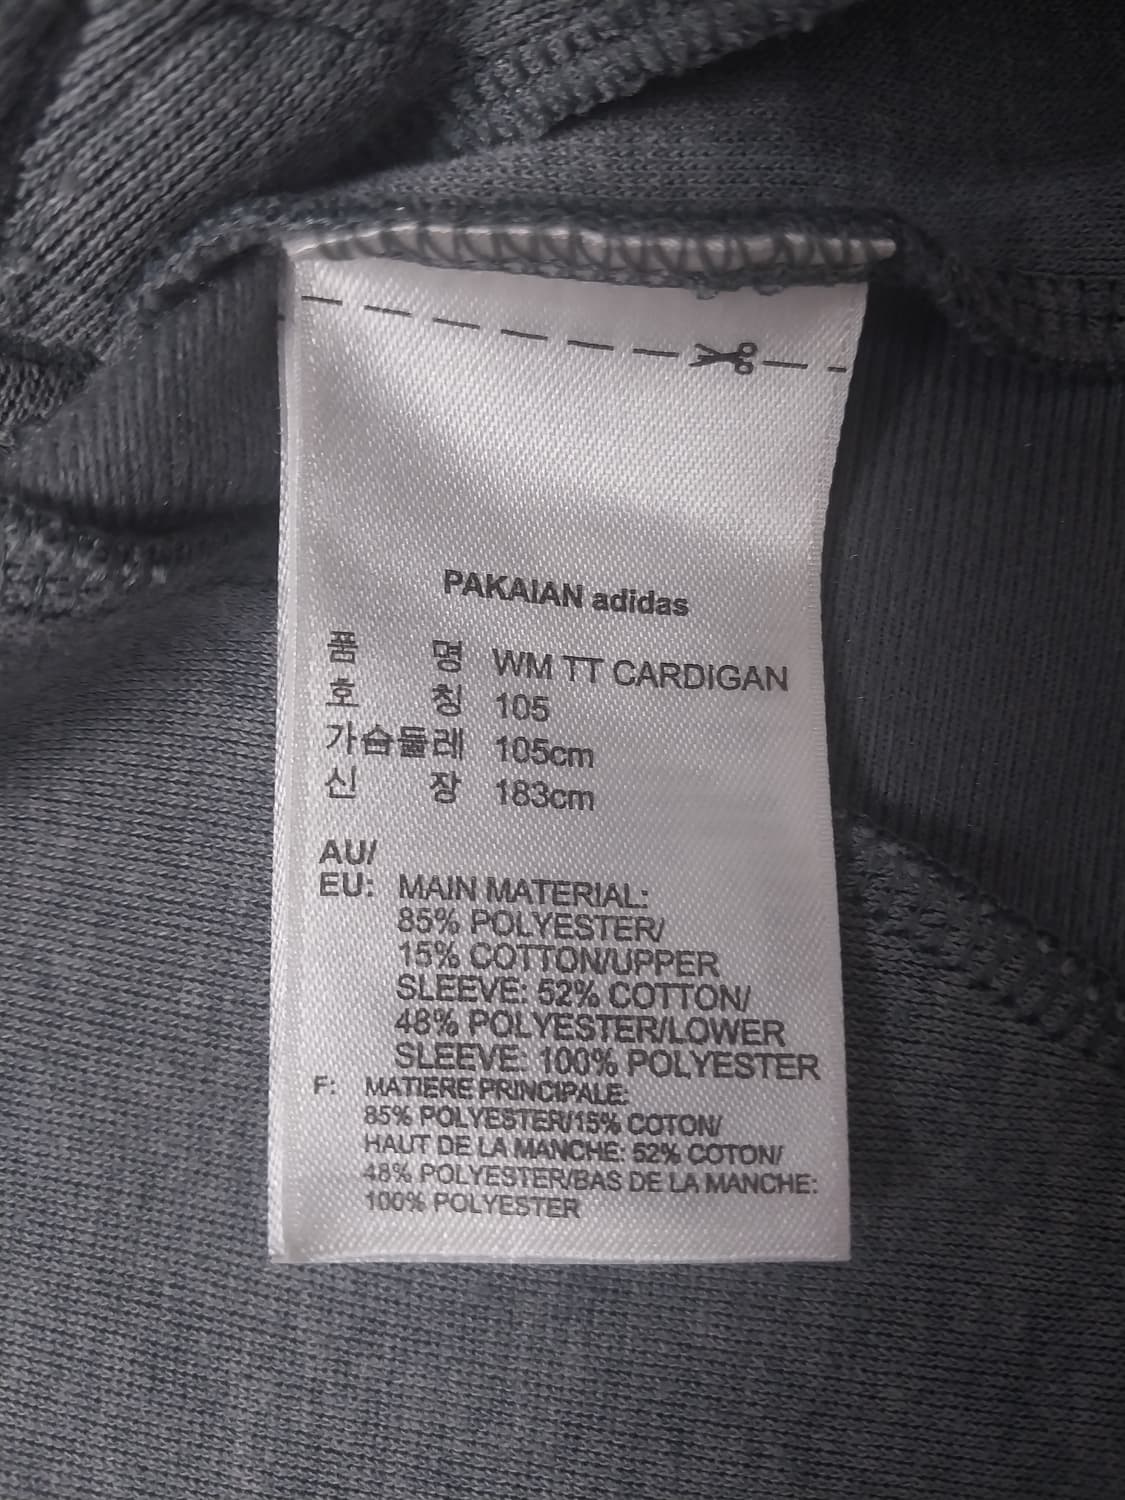 PAKAIAN adidas
품 명 WM TT CARDIGAN
호 칭 105
가슴둘레 105cm
신 장 183cm
AU/
EU: MAIN MATERIAL:
85% POLYESTER/
15% COTTON/UPPER
SLEEVE: 52% COTTON/
48% POLYESTER/LOWER
SLEEVE: 100% POLYESTER
F: MATIERE PRINCIPALE:
85% POLYESTER/15% COTON/
HAUT DE LA MANCHE: 52% COTON/
48% POLYESTER/BAS DE LA MANCHE:
100% POLYESTER